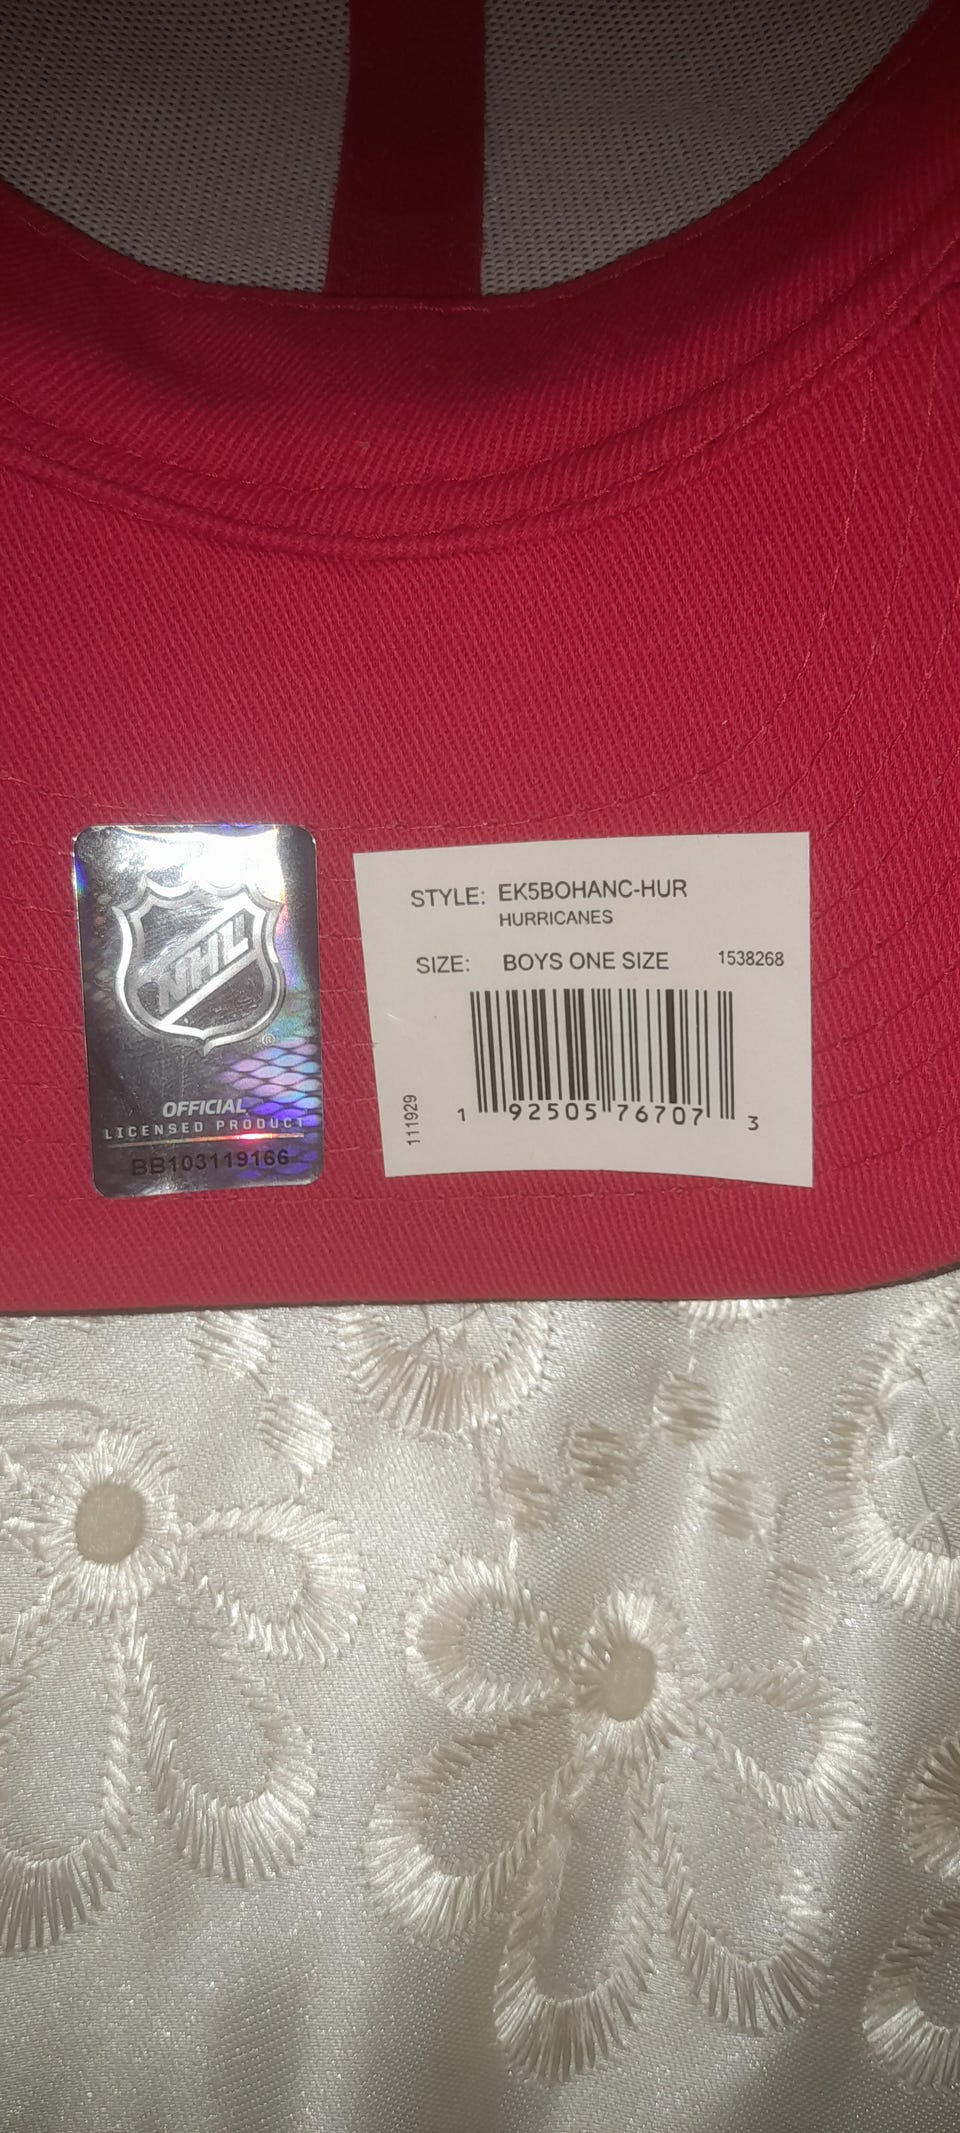 NHL
®
OFFICIAL
LICENSED PRODUCT
BB103119166
STYLE: EK5BOHANC-HUR
HURRICANES
SIZE: BOYS ONE SIZE 1538268
111929
1 92505 76707 3